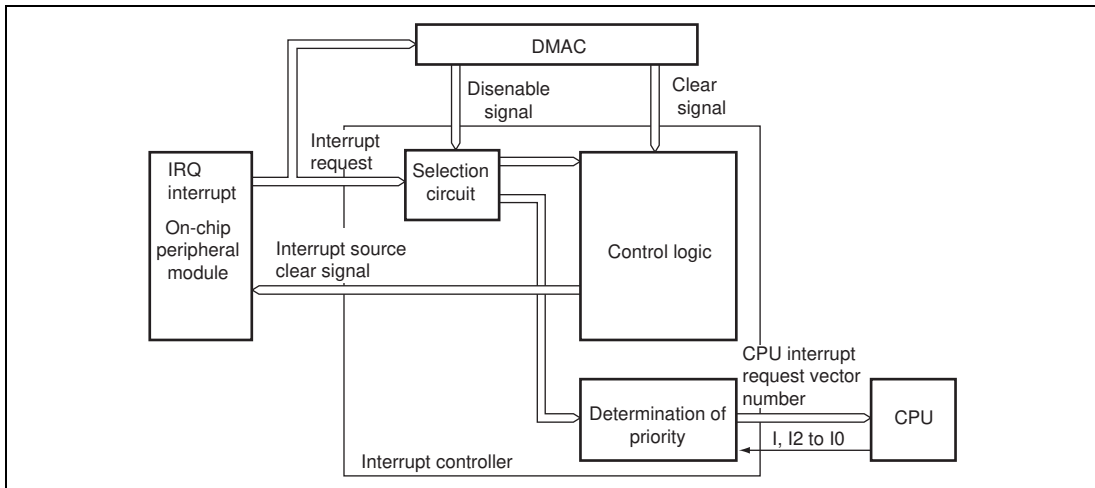 DMAC
Disenable
signal
Clear
signal
Interrupt
request
IRQ
interrupt
On-chip
peripheral
module
Selection
circuit
Interrupt source
clear signal
Control logic
CPU interrupt
request vector
number
Determination of
priority
CPU
I, I2 to I0
Interrupt controller